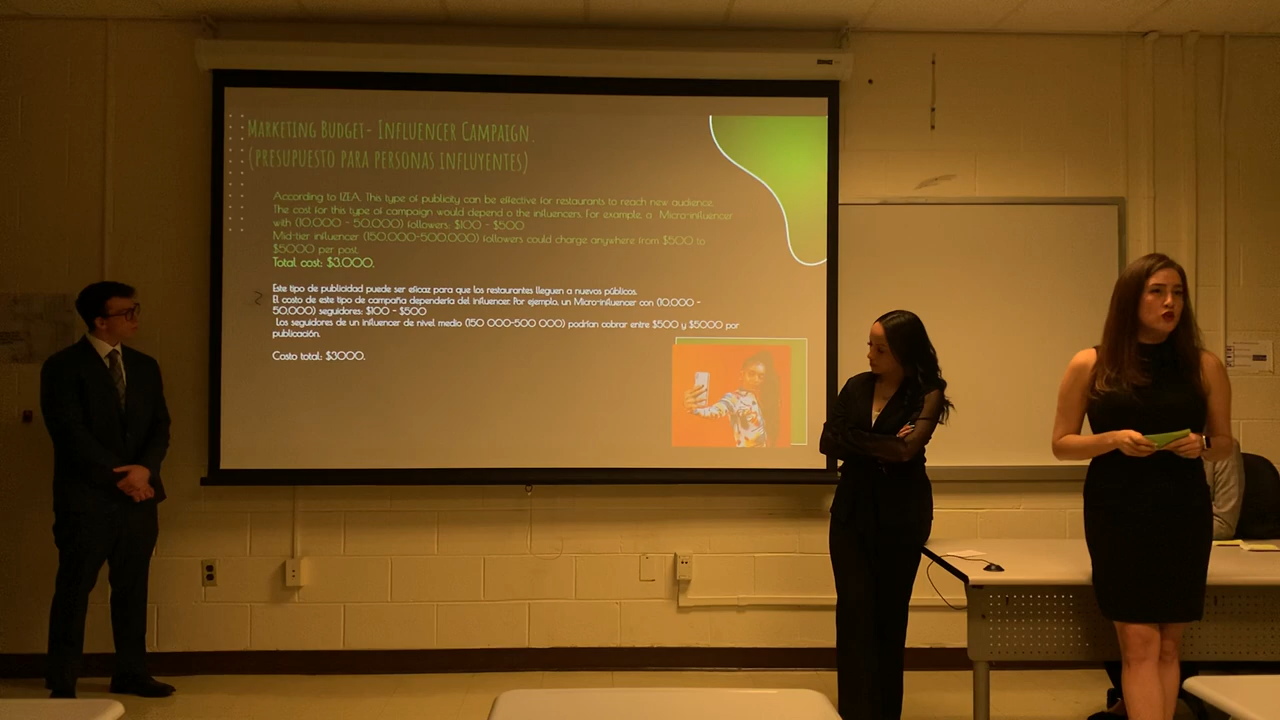 Marketing Budget- Influencer Campaign.
(presupuesto para personas influyentes)
According to IZEA. This type of publicity can be effective for restaurants to reach new audience.
The cost for this type of campaign would depend o the influencers. For example, a Micro-influencer
with (10,000 - 50,000) followers: $100 - $500
Mid-tier influencer (150,000-500,000) followers could charge anywhere from $500 to
$5000 per post.
Total cost: $3,000.
Este tipo de publicidad puede ser eficaz para que los restaurantes lleguen a nuevos públicos.
El costo de este tipo de campaña dependería del influencer. Por ejemplo, un Micro-influencer con (10,000 -
50,000) seguidores: $100 - $500
Los seguidores de un influencer de nivel medio (150 000-500 000) podrían cobrar entre $500 y $5000 por
publicación.
Costo total: $3000.